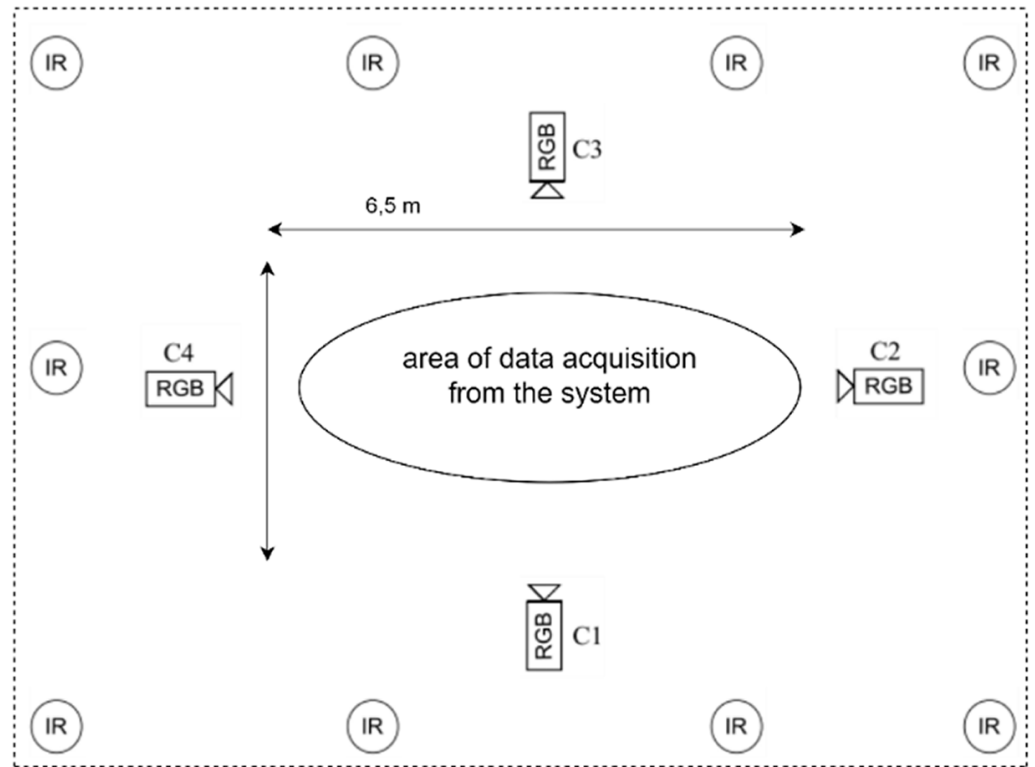 IR
IR
IR
IR
RGB
C3
6,5 m
IR
C4
RGB
area of data acquisition
from the system
C2
RGB
IR
RGB
C1
IR
IR
IR
IR